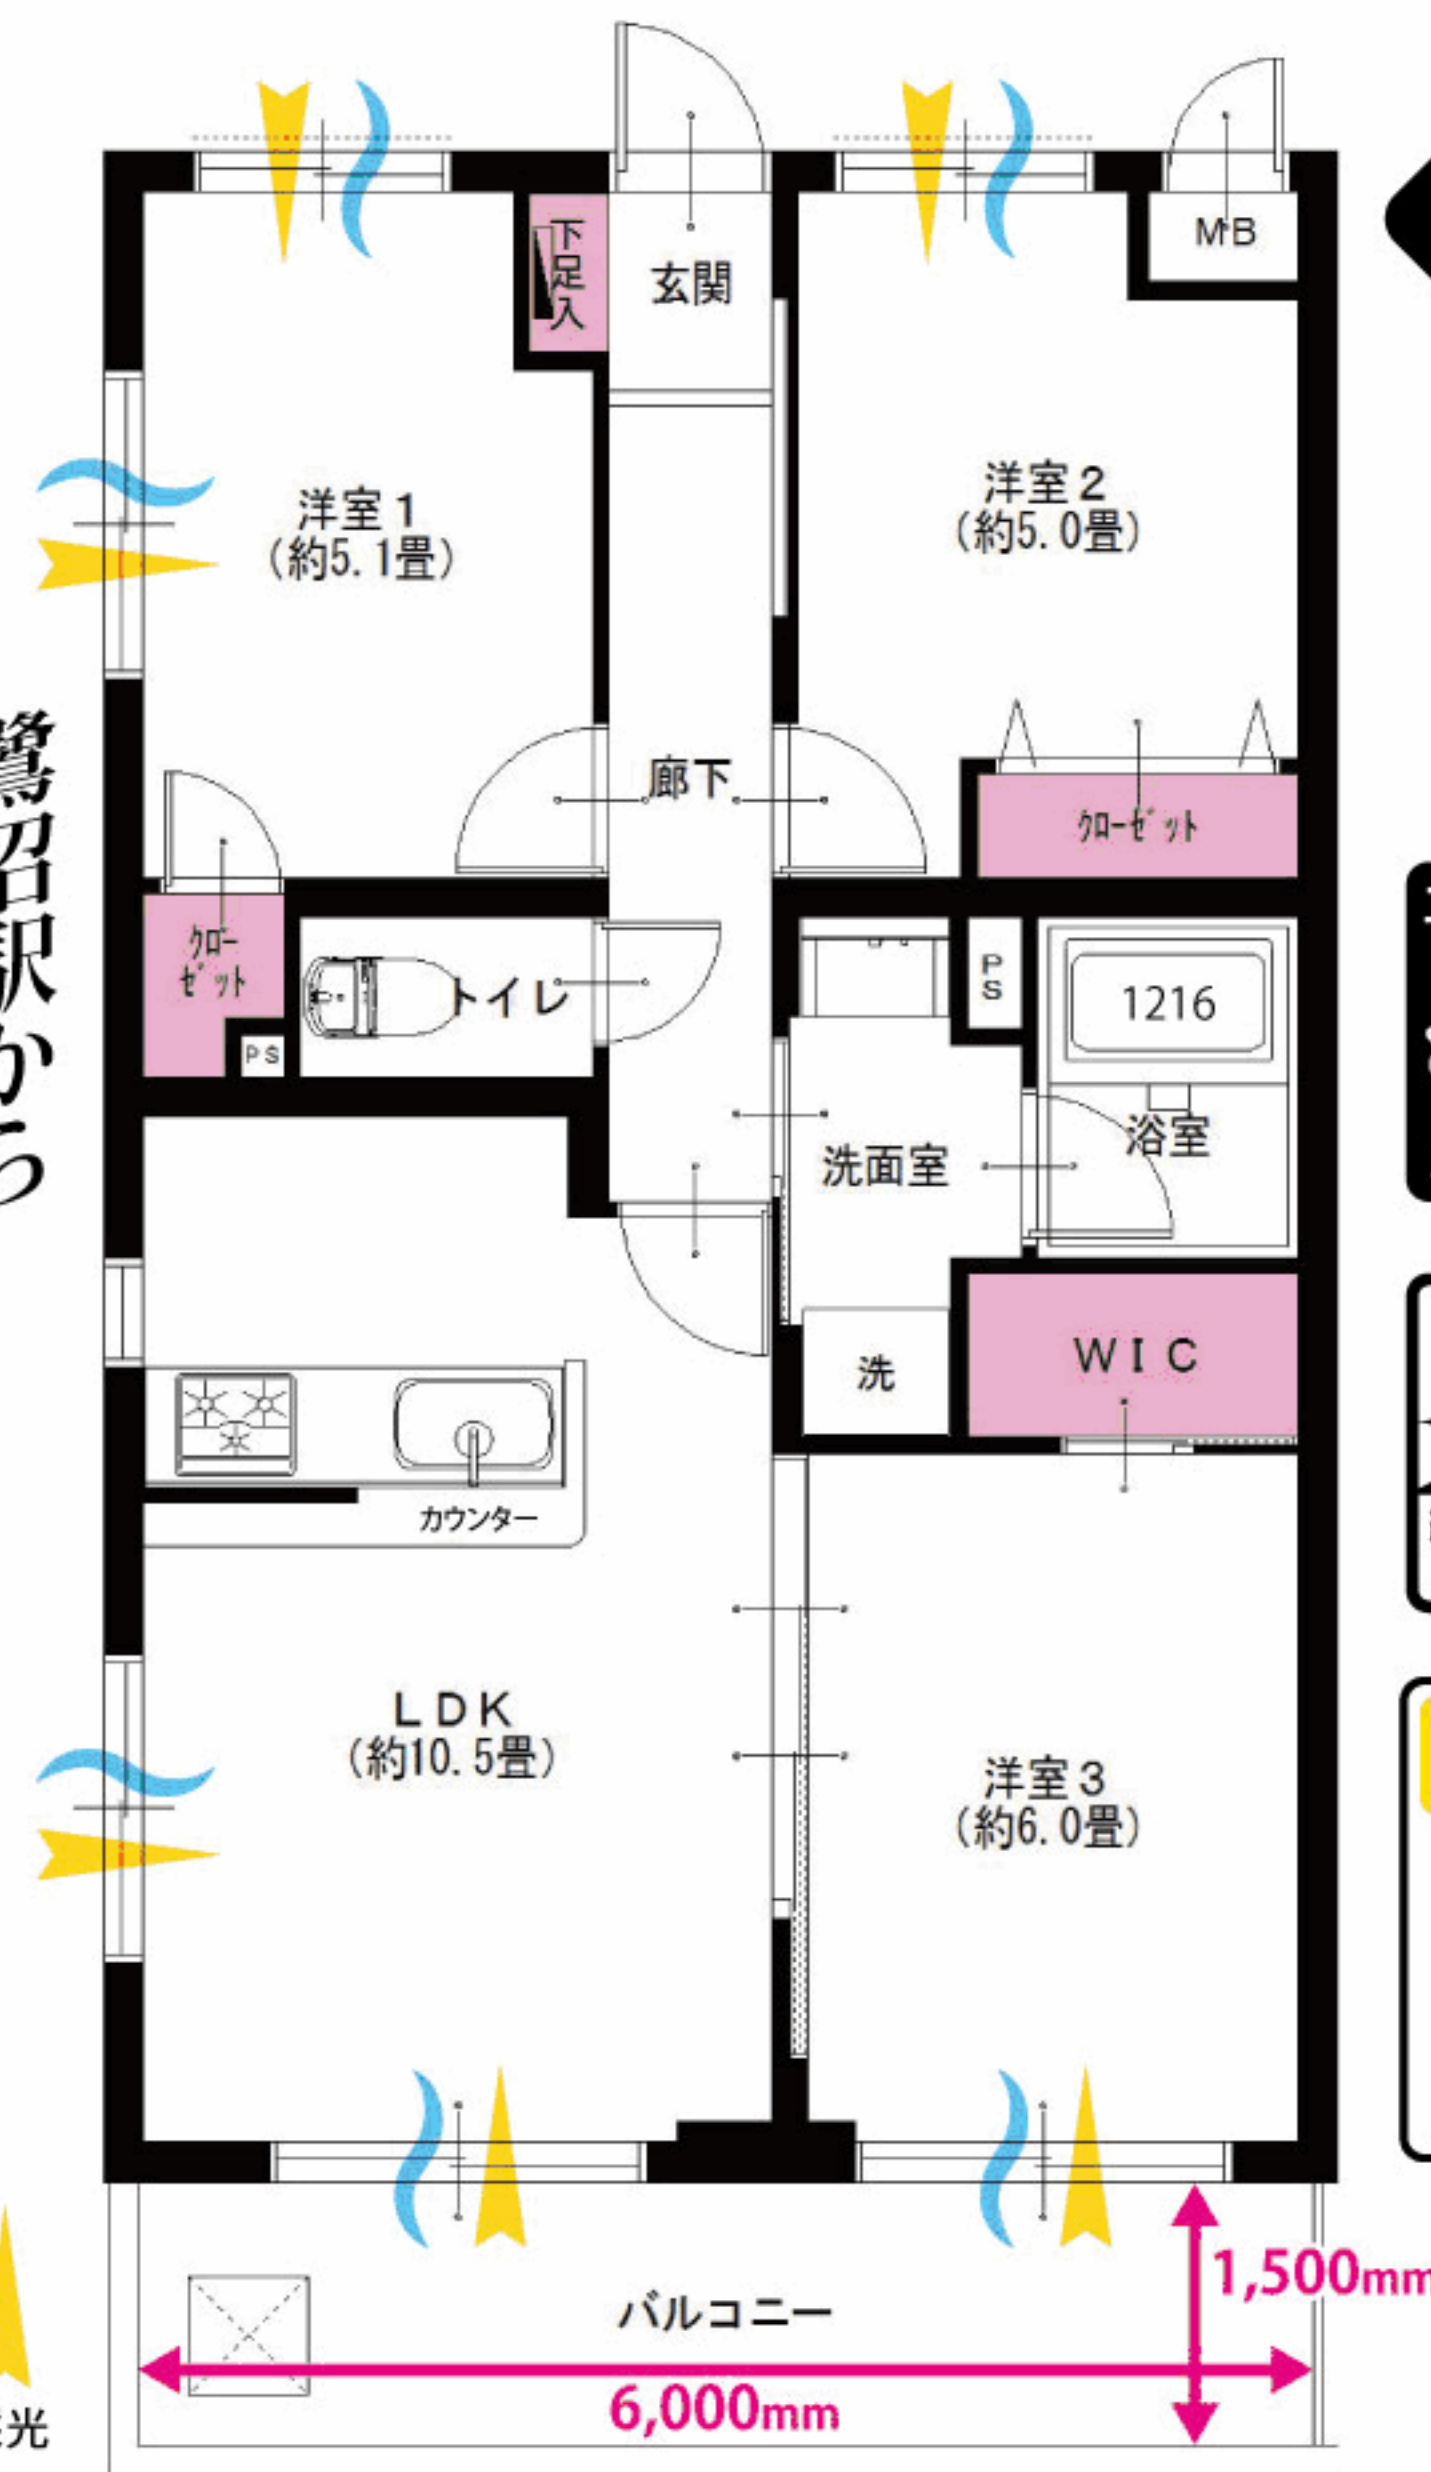 下足入
玄関
MB
洋室1
(約5.1畳)
洋室2
(約5.0畳)
鷺沼駅から
廊下
クローゼット
クロー
ゼット
PS
トイレ
PS
1216
浴室
洗面室
洗
WIC
カウンター
LDK
(約10.5畳)
洋室3
(約6.0畳)
バルコニー
1,500mm
6,000mm
光